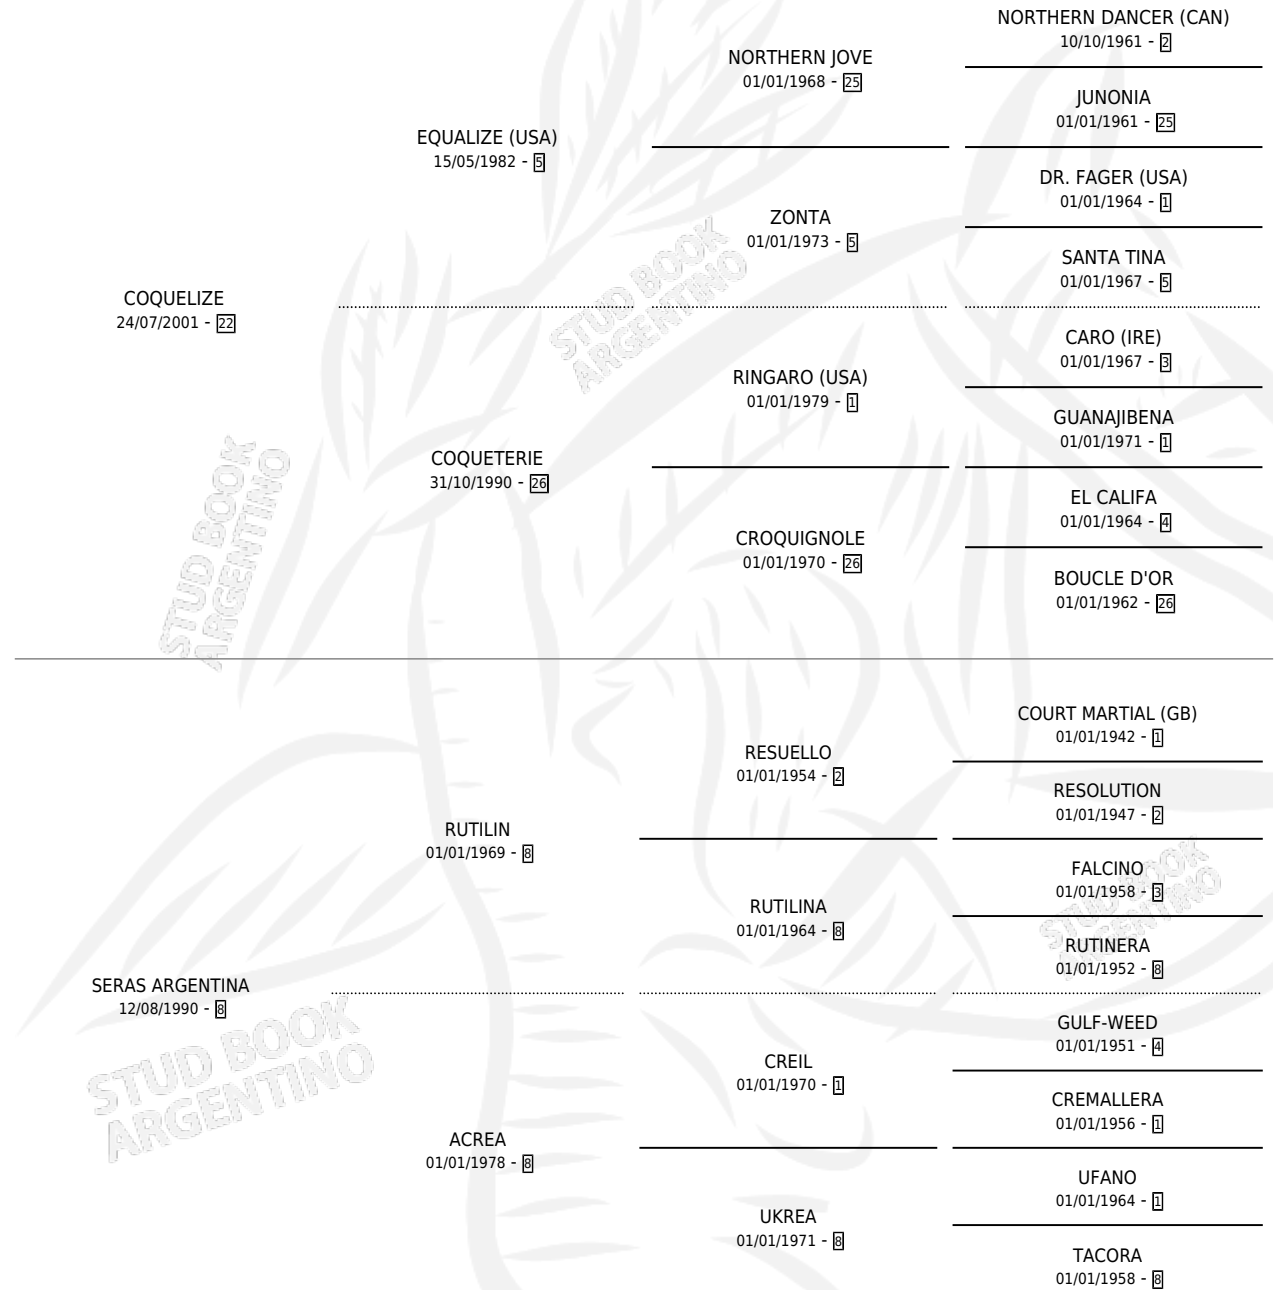 NORTHERN DANCER (CAN)
10/10/1961 - 2
NORTHERN JOVE
01/01/1968 - 25
JUNONIA
01/01/1961 - 25
EQUALIZE (USA)
15/05/1982 - 5
DR. FAGER (USA)
01/01/1964 - 1
ZONTA
01/01/1973 - 5
SANTA TINA
01/01/1967 - 5
COQUELIZE
24/07/2001 - 22
CARO (IRE)
01/01/1967 - 3
RINGARO (USA)
01/01/1979 - 1
GUANAJIBENA
01/01/1971 - 1
COQUETERIE
31/10/1990 - 26
EL CALIFA
01/01/1964 - 4
CROQUIGNOLE
01/01/1970 - 26
BOUCLE D'OR
01/01/1962 - 26
STUD BOOK
ARGENTINO
STUD BOOK
ARGENTINO
COURT MARTIAL (GB)
01/01/1942 - 1
RESUELLO
01/01/1954 - 2
RESOLUTION
01/01/1947 - 2
RUTILIN
01/01/1969 - 8
FALCINO
01/01/1958 - 3
RUTILINA
01/01/1964 - 8
RUTINERA
01/01/1952 - 8
SERAS ARGENTINA
12/08/1990 - 8
GULF-WEED
01/01/1951 - 4
CREIL
01/01/1970 - 1
CREMALLERA
01/01/1956 - 1
ACREA
01/01/1978 - 8
UFANO
01/01/1964 - 1
UKREA
01/01/1971 - 8
TACORA
01/01/1958 - 8
STUD BOOK
ARGENTINO
STUD BOOK
ARGENTINO